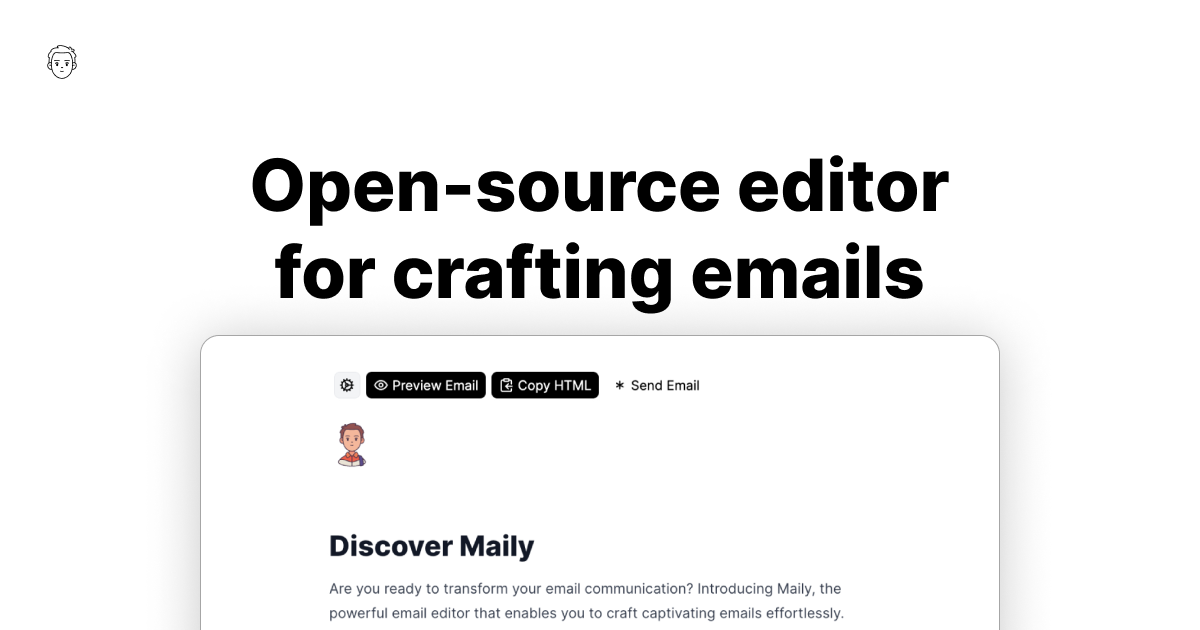 Open-source editor
for crafting emails
Preview Email Copy HTML * Send Email
Discover Maily
Are you ready to transform your email communication? Introducing Maily, the
powerful email editor that enables you to craft captivating emails effortlessly.